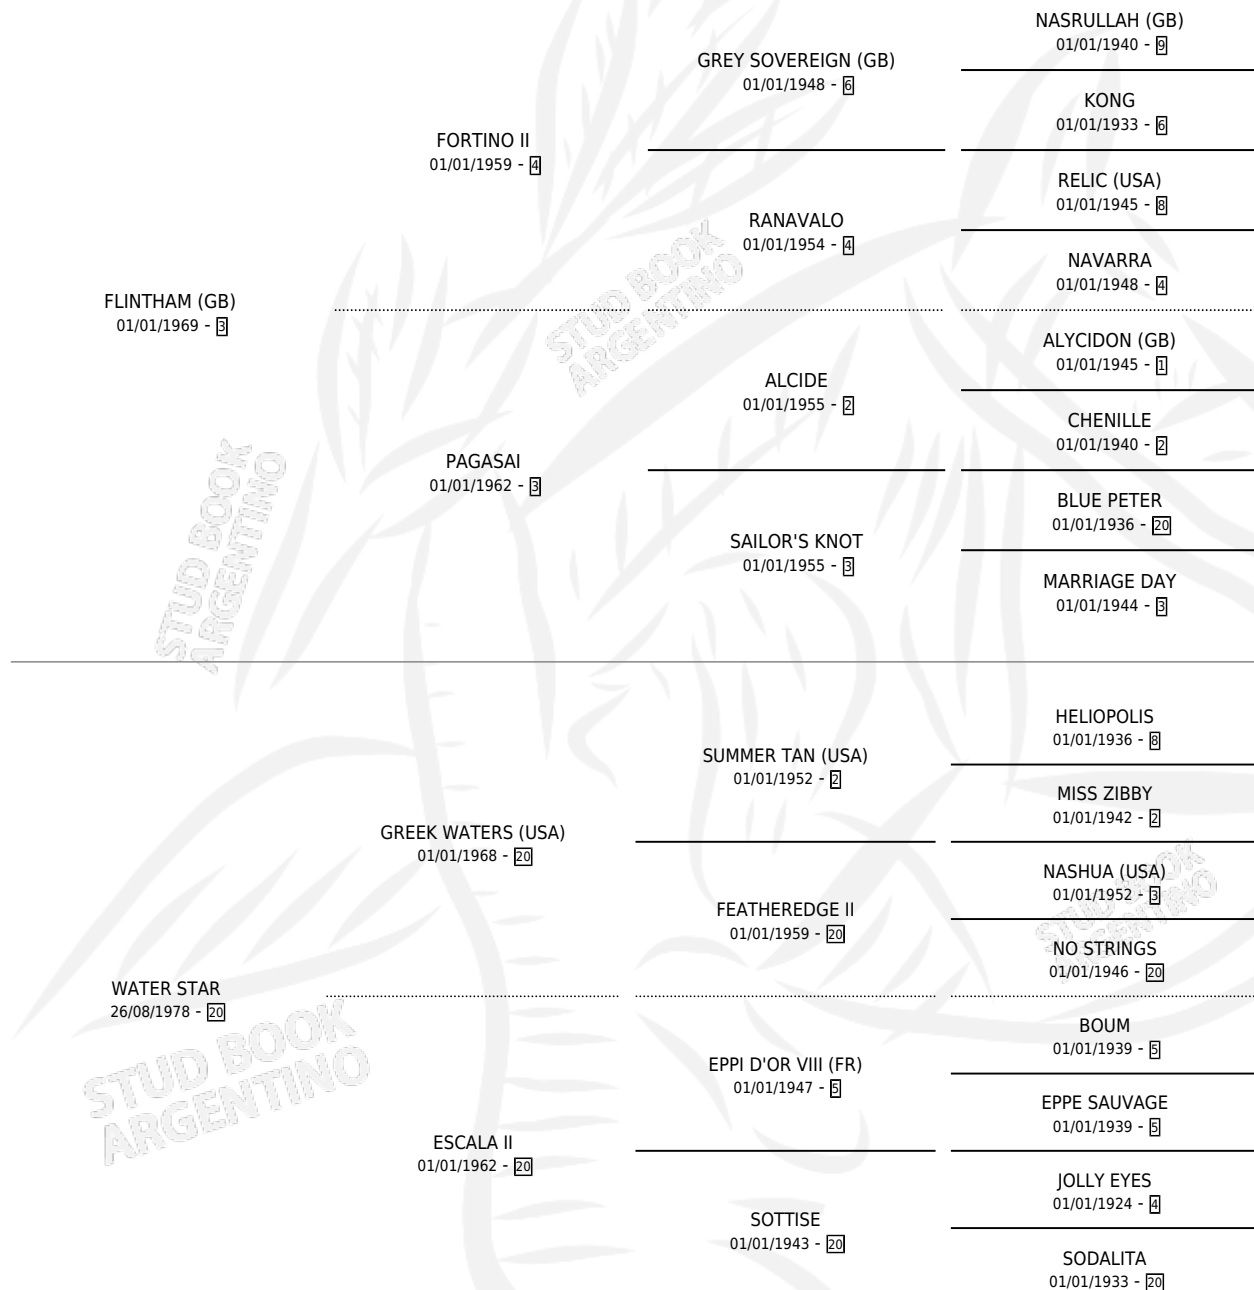 NASRULLAH (GB)
01/01/1940 - 9
GREY SOVEREIGN (GB)
01/01/1948 - 6
KONG
01/01/1933 - 6
FORTINO II
01/01/1959 - 4
RELIC (USA)
01/01/1945 - 8
RANAVALO
01/01/1954 - 4
NAVARRA
01/01/1948 - 4
FLINTHAM (GB)
01/01/1969 - 3
ALYCIDON (GB)
01/01/1945 - 1
ALCIDE
01/01/1955 - 2
CHENILLE
01/01/1940 - 2
PAGASAI
01/01/1962 - 3
BLUE PETER
01/01/1936 - 20
SAILOR'S KNOT
01/01/1955 - 3
MARRIAGE DAY
01/01/1944 - 3
HELIOPOLIS
01/01/1936 - 8
SUMMER TAN (USA)
01/01/1952 - 2
MISS ZIBBY
01/01/1942 - 2
GREEK WATERS (USA)
01/01/1968 - 20
NASHUA (USA)
01/01/1952 - 3
FEATHEREDGE II
01/01/1959 - 20
NO STRINGS
01/01/1946 - 20
WATER STAR
26/08/1978 - 20
BOUM
01/01/1939 - 5
EPPI D'OR VIII (FR)
01/01/1947 - 5
EPPE SAUVAGE
01/01/1939 - 5
ESCALA II
01/01/1962 - 20
JOLLY EYES
01/01/1924 - 4
SOTTISE
01/01/1943 - 20
SODALITA
01/01/1933 - 20
STUD BOOK
ARGENTINO
STUD BOOK
ARGENTINO
STUD BOOK
ARGENTINO
STUD BOOK
ARGENTINO